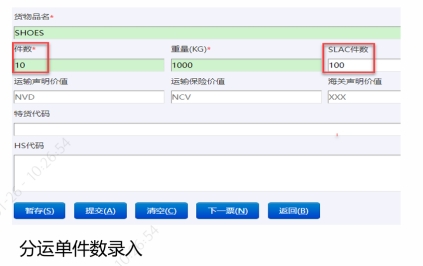 货物品名*
SHOES
件数* 重量(KG)* SLAC件数
10 1000 100
运输声明价值 运输保险价值 海关声明价值
NVD NCV XXX
特货代码
HS代码
暂存(S) 提交(A) 清空(C) 下一票(N) 返回(B)
分运单件数录入